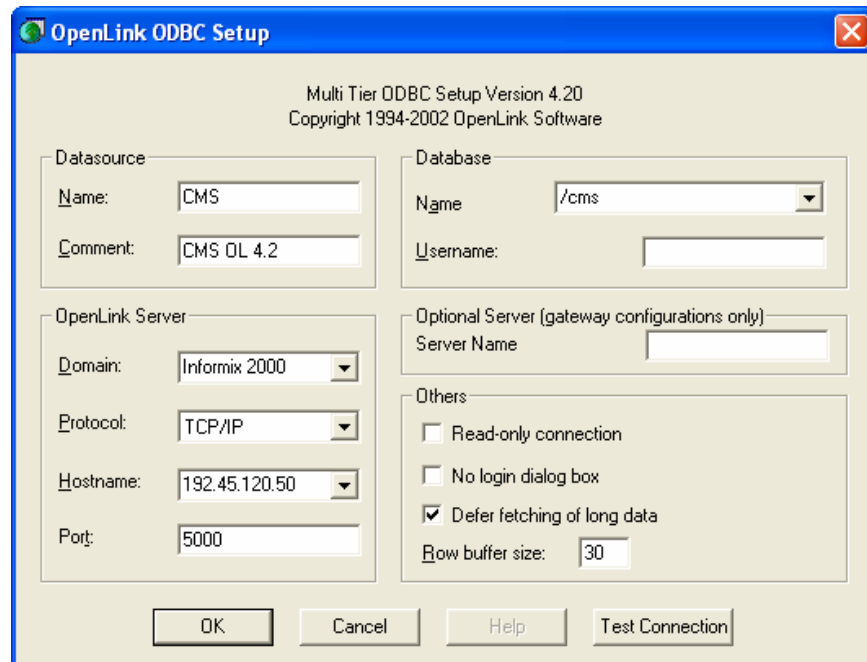 OpenLink ODBC Setup
Multi Tier ODBC Setup Version 4.20
Copyright 1994-2002 OpenLink Software
Datasource
Name: CMS
Comment: CMS OL 4.2
Database
Name /cms
Username:
OpenLink Server
Domain: Informix 2000
Protocol: TCP/IP
Hostname: 192.45.120.50
Port: 5000
Optional Server (gateway configurations only)
Server Name
Others
Read-only connection
No login dialog box
Defer fetching of long data
Row buffer size: 30
OK Cancel Help Test Connection